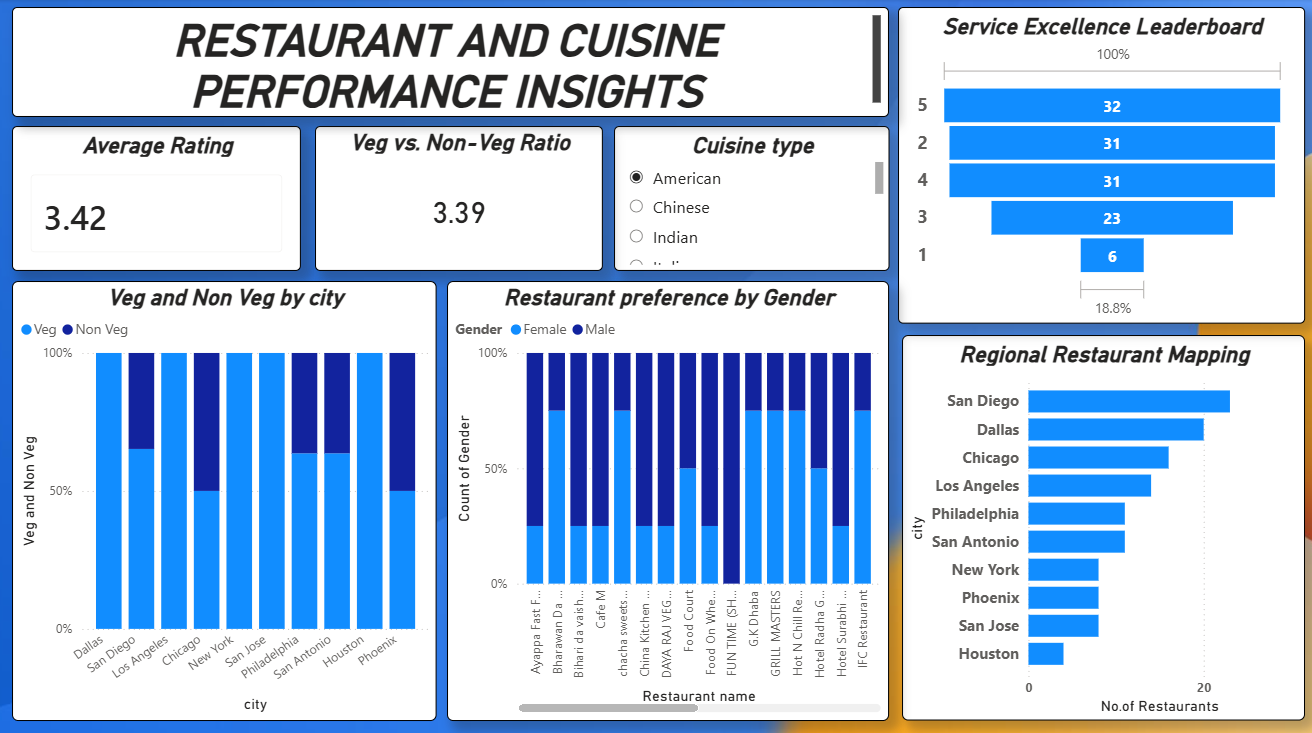 RESTAURANT AND CUISINE
PERFORMANCE INSIGHTS
Average Rating
3.42
Veg vs. Non-Veg Ratio
3.39
Cuisine type
American
Chinese
Indian
Service Excellence Leaderboard
100%
5 32
2 31
4 31
3 23
1 6
18.8%
Veg and Non Veg by city
Veg Non Veg
Veg and Non Veg
100%
50%
0%
Dallas
San Diego
Los Angeles
Chicago
New York
San Jose
Philadelphia
San Antonio
Houston
Phoenix
city
Restaurant preference by Gender
Gender Female Male
Count of Gender
100%
50%
0%
Ayappa Fast F...
Bharawan Da ...
Bihari da vaish...
Cafe M
chacha sweets...
China Kitchen ...
DAYA RAJ VEG...
Food Court
Food On Whe...
FUN TIME (SH...
G.K Dhaba
GRILL MASTERS
Hot N Chill Re...
Hotel Radha G...
Hotel Surabhi ...
IFC Restaurant
Restaurant name
Regional Restaurant Mapping
city
San Diego
Dallas
Chicago
Los Angeles
Philadelphia
San Antonio
New York
Phoenix
San Jose
Houston
0 20
No.of Restaurants